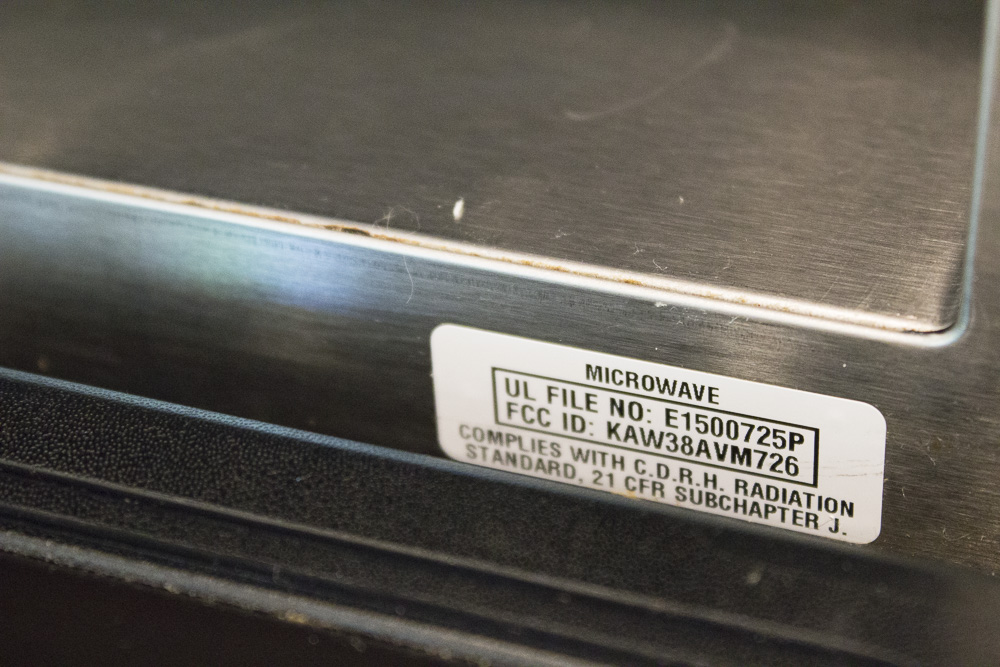 MICROWAVE
UL FILE NO: E1500725P
FCC ID: KAW38AVM726
COMPLIES WITH C.D.R.H. RADIATION
STANDARD, 21 CFR SUBCHAPTER J.